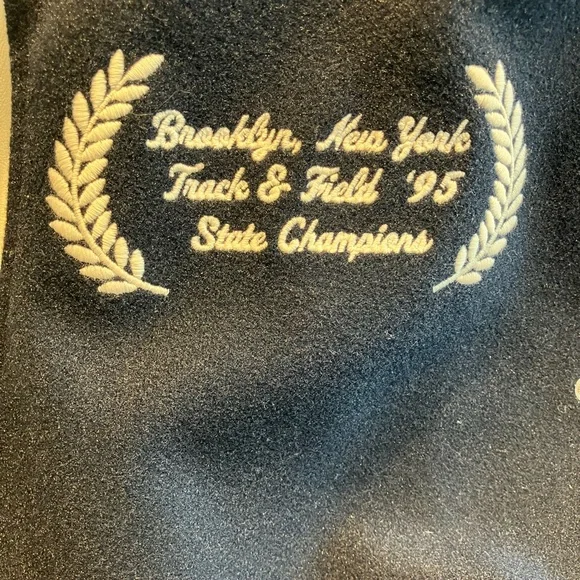 Brooklyn, New York
Track & Field '95
State Champions